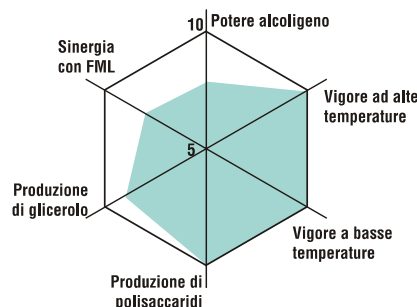 10
Potere alcoligeno
Sinergia
con FML
Vigore ad alte
temperature
5
Produzione
di glicerolo
Vigore a basse
temperature
Produzione di
polisaccaridi